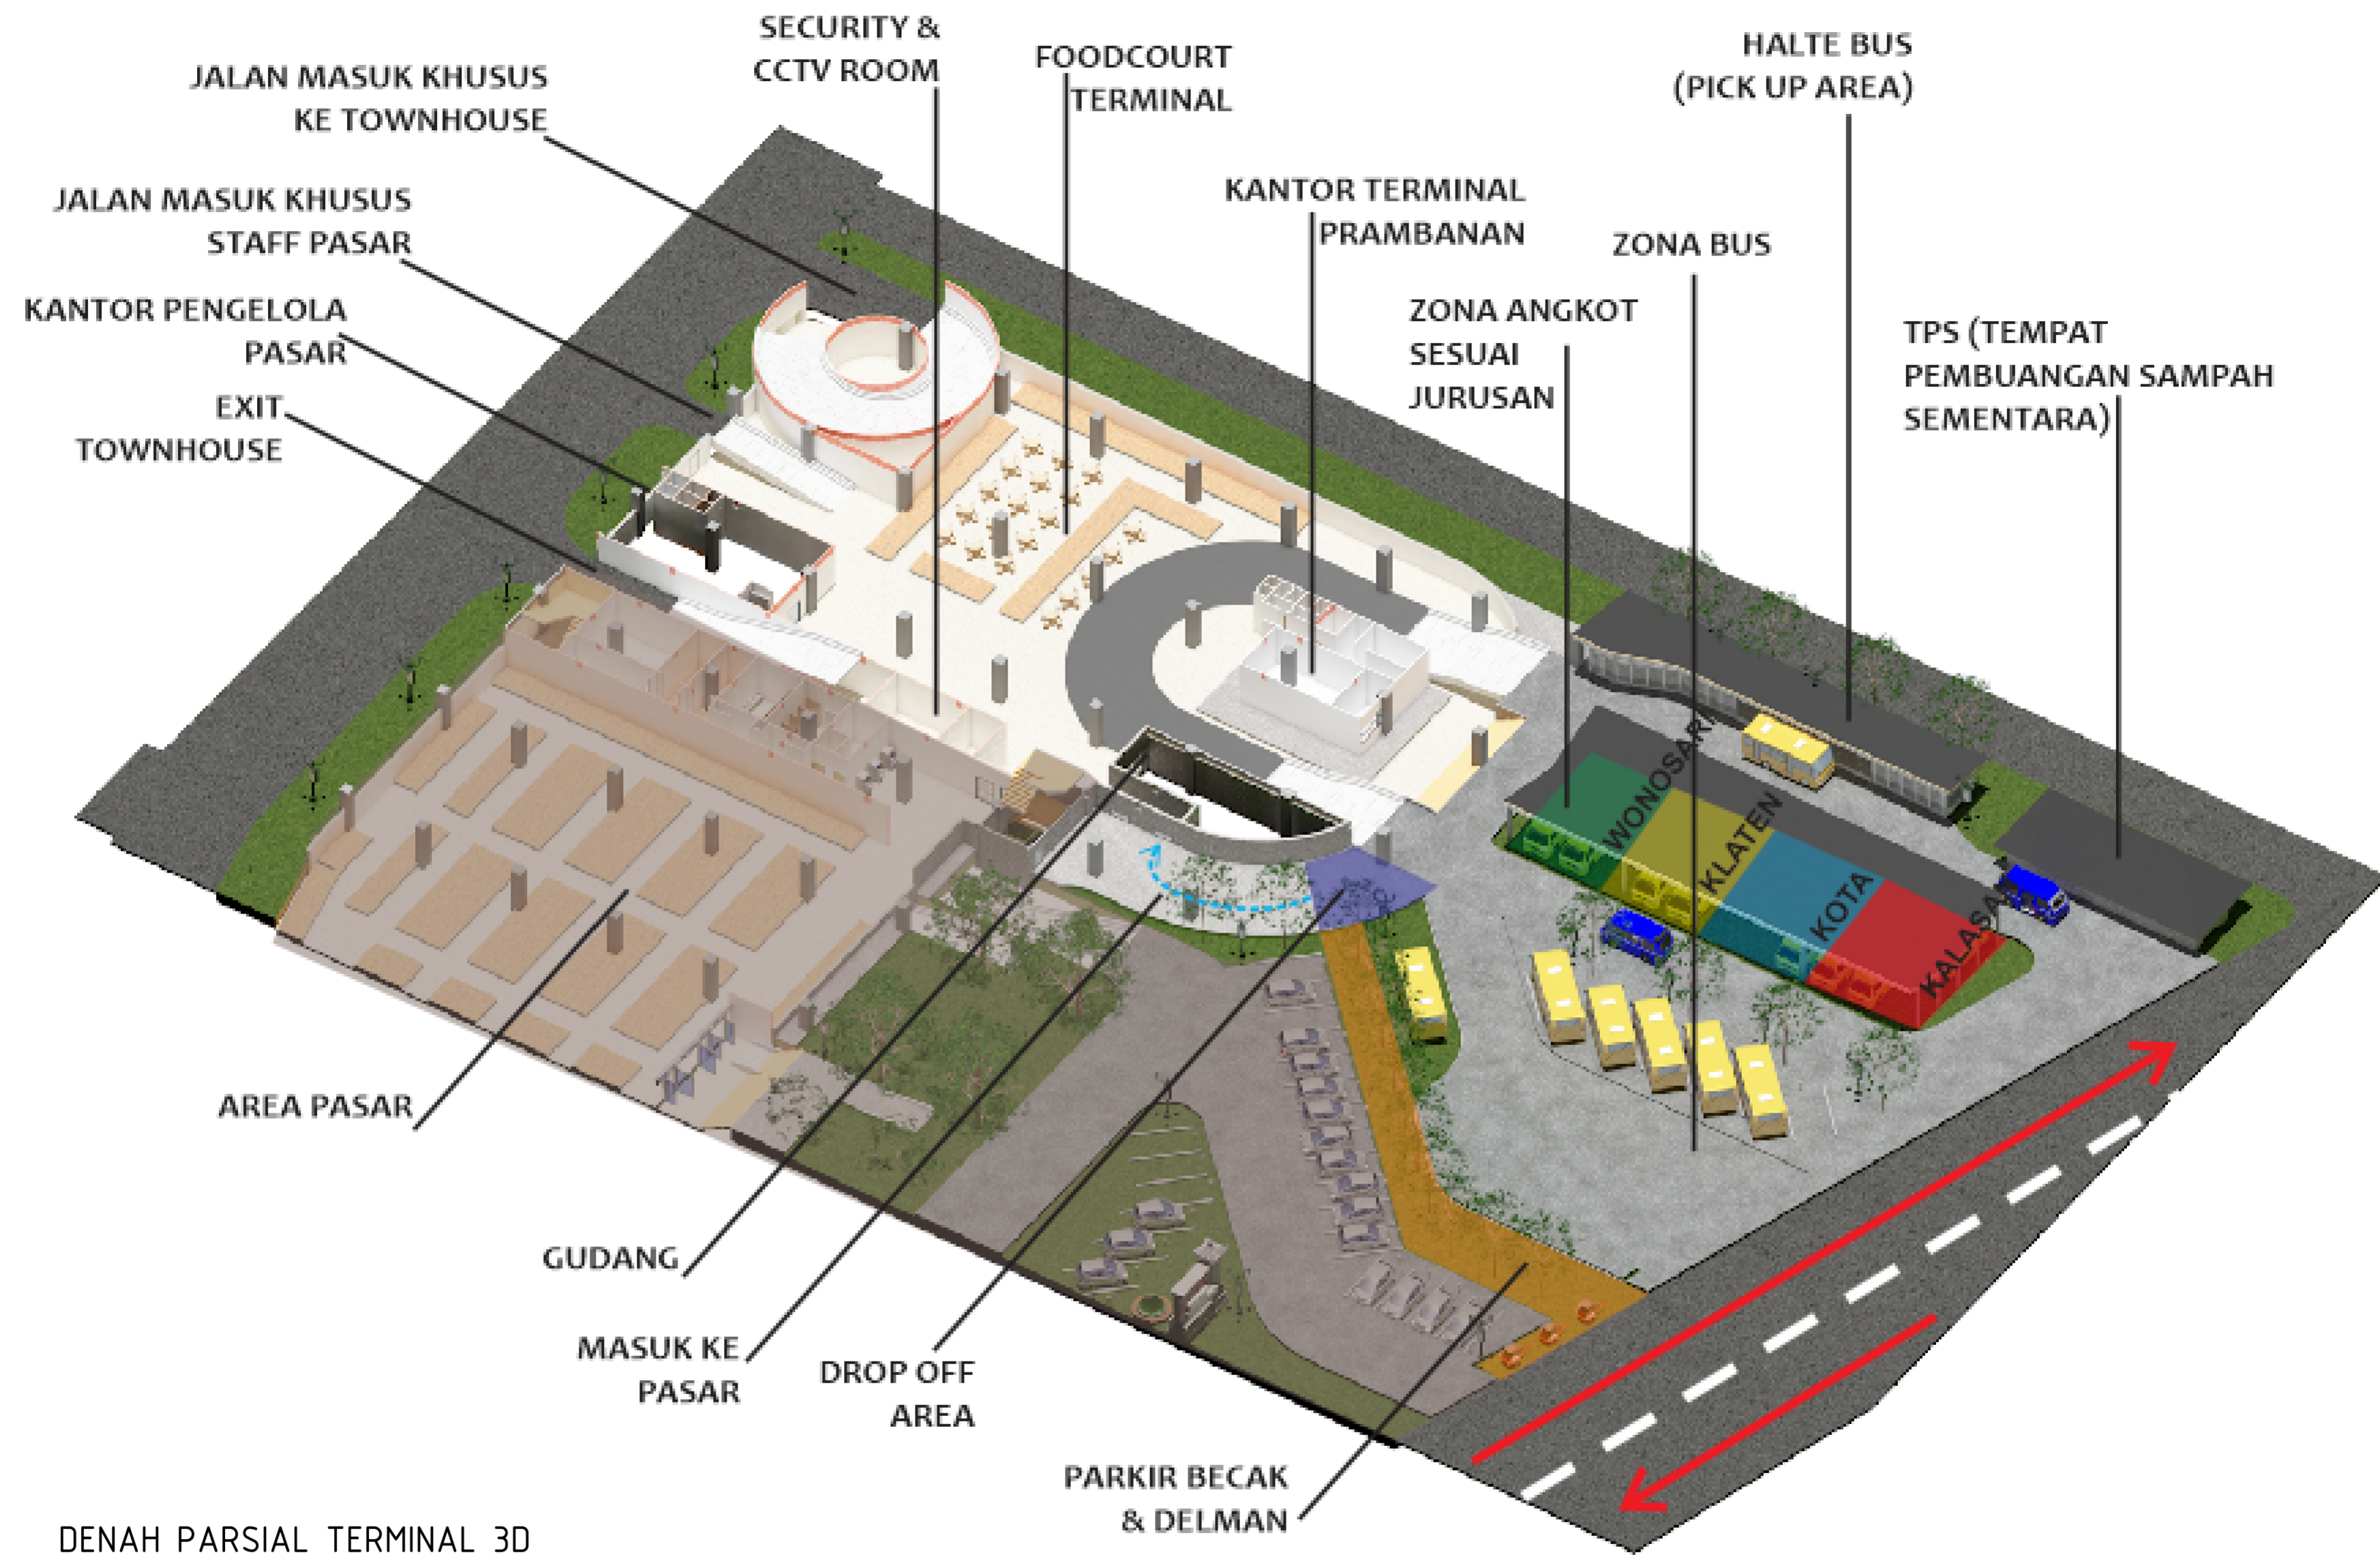 SECURITY &
CCTV ROOM
FOODCOURT
TERMINAL
HALTE BUS
(PICK UP AREA)
JALAN MASUK KHUSUS
KE TOWNHOUSE
JALAN MASUK KHUSUS
STAFF PASAR
KANTOR TERMINAL
PRAMBANAN
ZONA BUS
KANTOR PENGELOLA
PASAR
ZONA ANGKOT
SESUAI
JURUSAN
TPS (TEMPAT
PEMBUANGAN SAMPAH
SEMENTARA)
EXIT
TOWNHOUSE
WONOSARI
KLATEN
KOTA
KALASAN
AREA PASAR
GUDANG
MASUK KE
PASAR
DROP OFF
AREA
PARKIR BECAK
& DELMAN
DENAH PARSIAL TERMINAL 3D